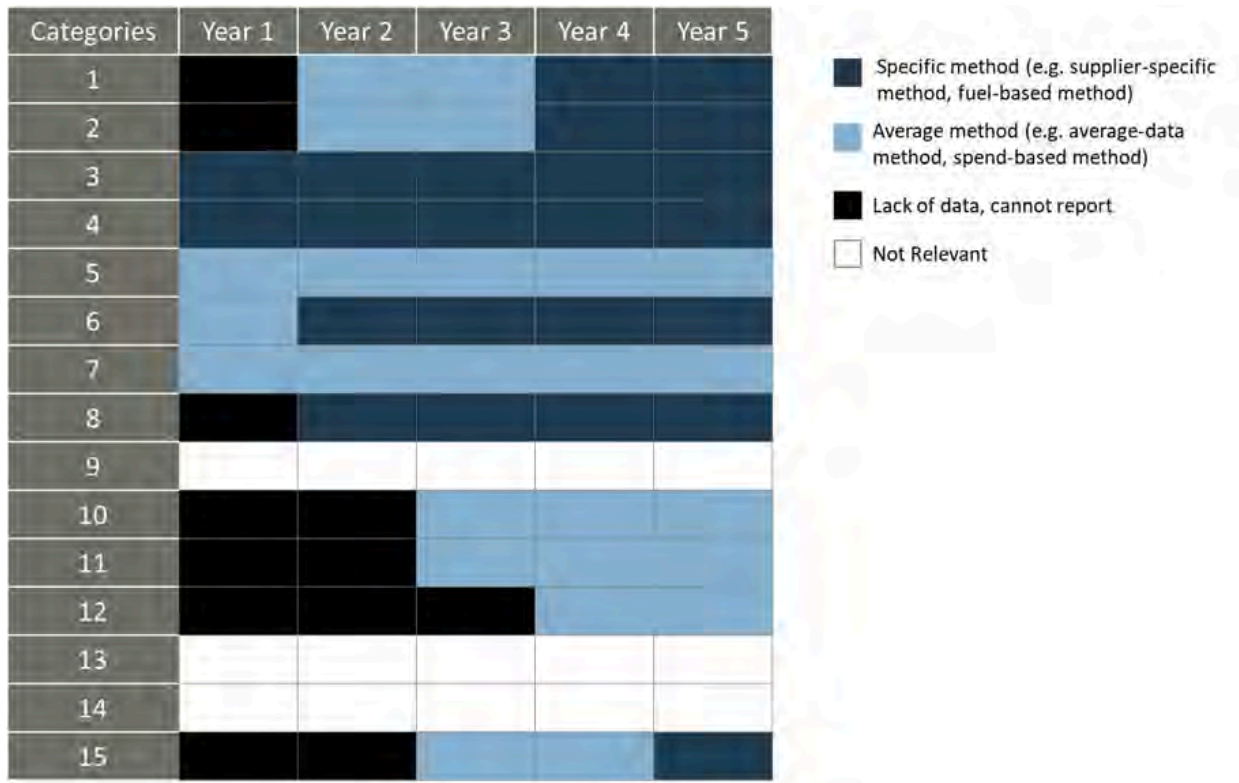 Categories Year 1 Year 2 Year 3 Year 4 Year 5
1
2
3
4
5
6
7
8
9
10
11
12
13
14
15
Specific method (e.g. supplier-specific
method, fuel-based method)
Average method (e.g. average-data
method, spend-based method)
Lack of data, cannot report
Not Relevant